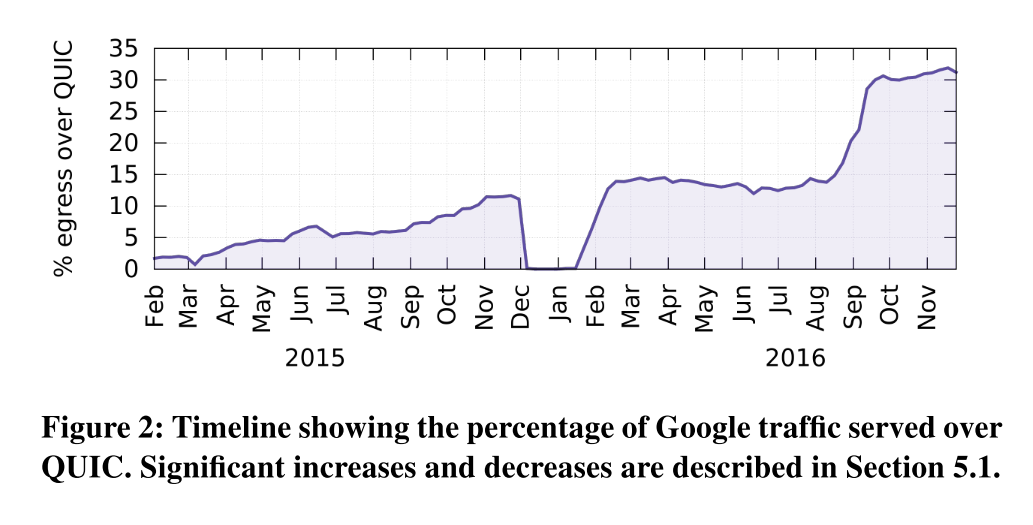 % egress over QUIC
35
30
25
20
15
10
5
0
Feb Mar Apr May Jun Jul Aug Sep Oct Nov Dec Jan Feb Mar Apr May Jun Jul Aug Sep Oct Nov
2015 2016
Figure 2: Timeline showing the percentage of Google traffic served over
QUIC. Significant increases and decreases are described in Section 5.1.